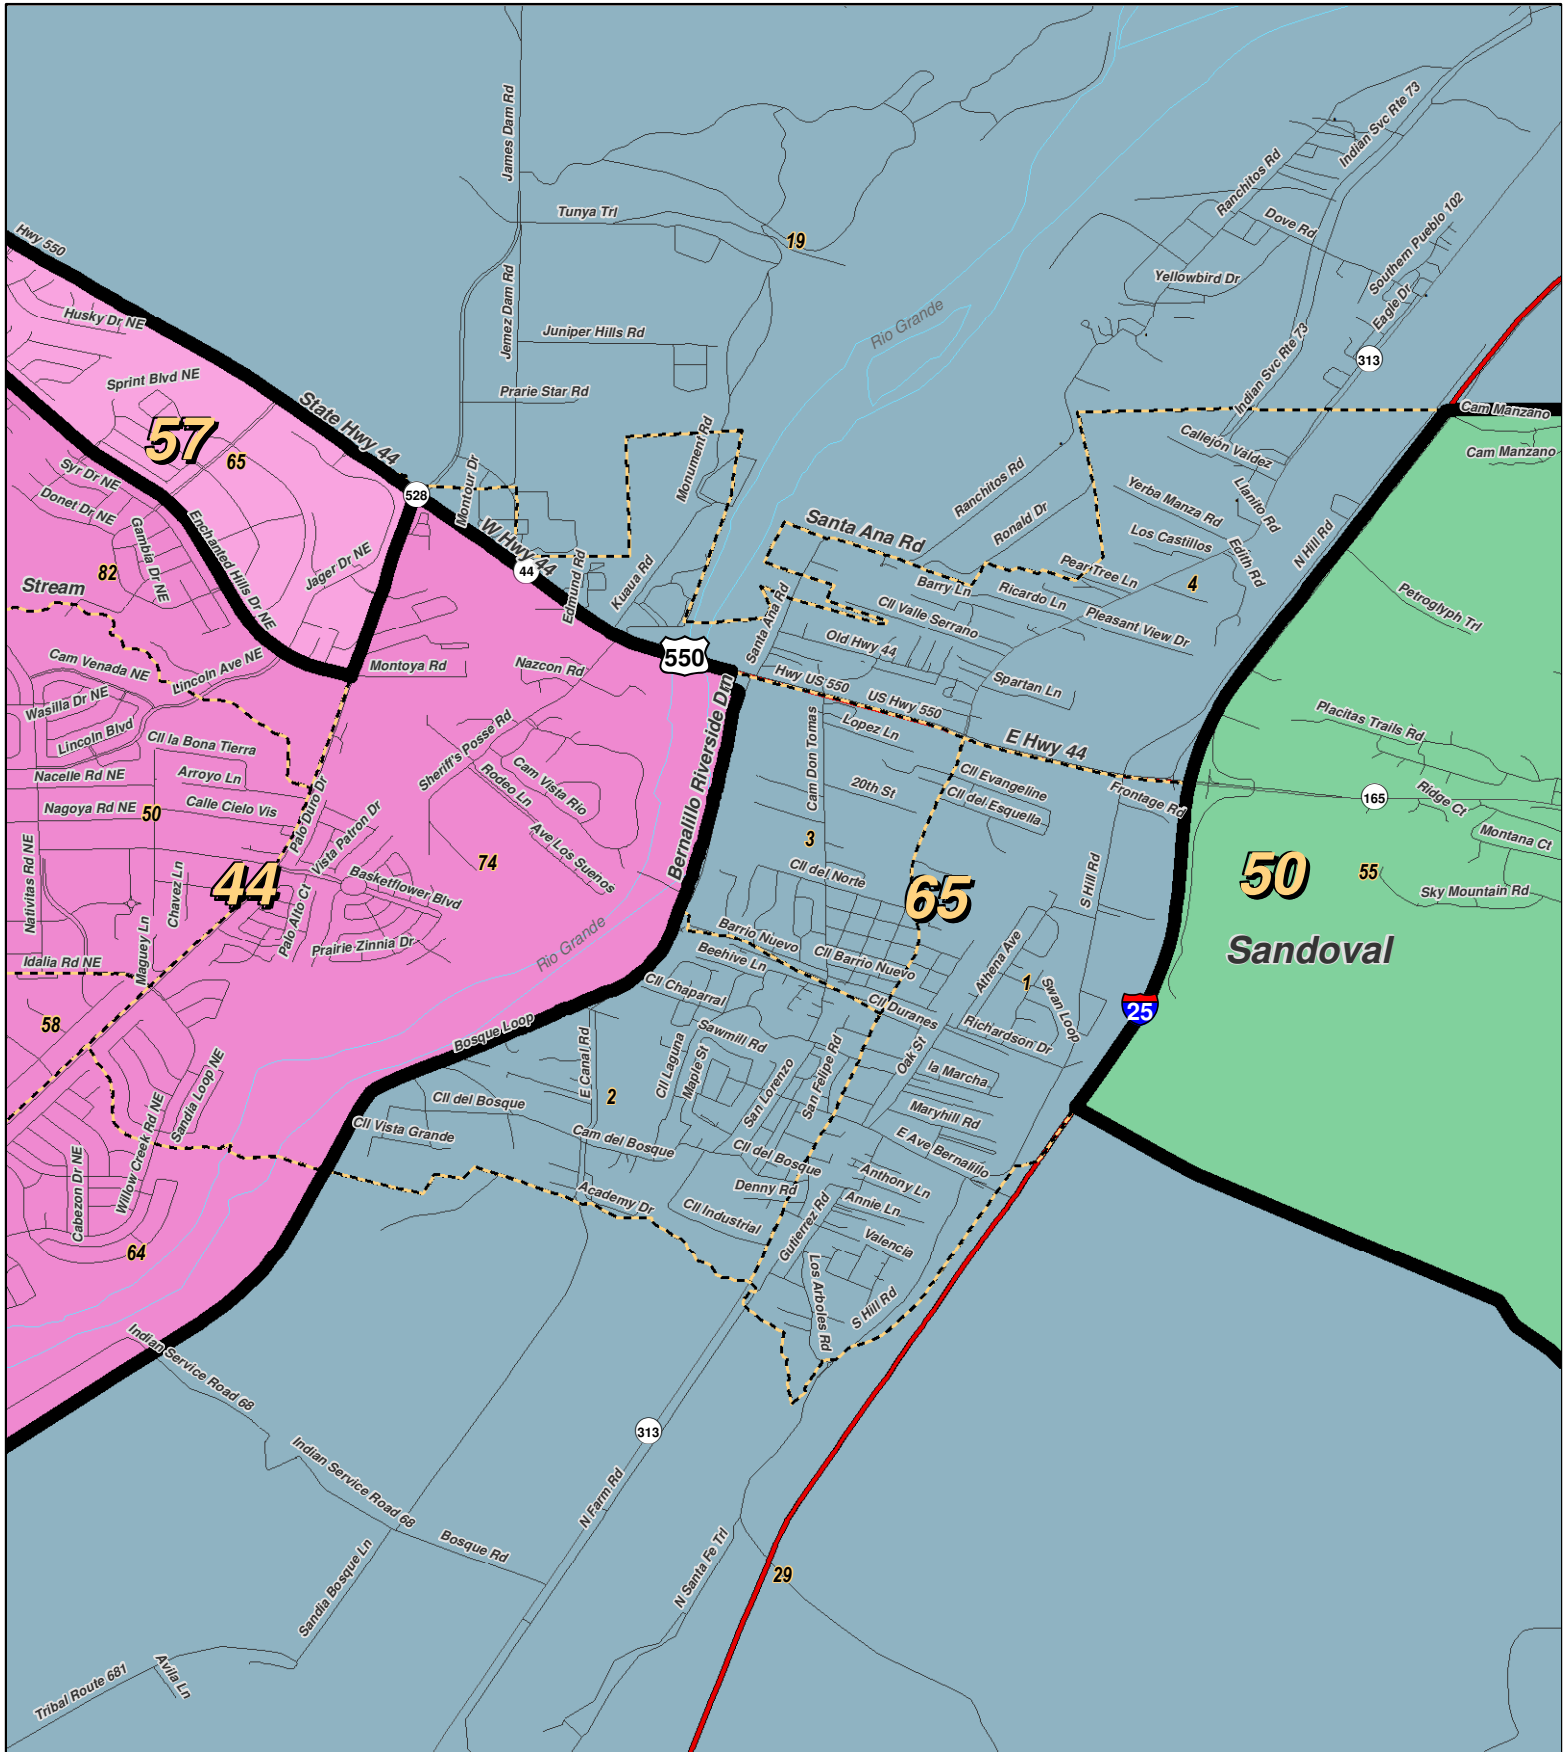 James Dam Rd
Indian Svc Rte 73
Ranchitos Rd
Tunya Trl
19
Dove Rd
Southern Pueblo 102
Hwy 550
Yellowbird Dr
Eagle Dr
Jemez Dam Rd
Rio Grande
Husky Dr NE
Juniper Hills Rd
313
Indian Svc Rte 73
Sprint Blvd NE
Prarie Star Rd
State Hwy 44
57
65
Cam Manzano
Cam Manzano
Callejón Valdez
Monument Rd
Syr Dr NE
Montour Dr
528
Ranchitos Rd
Yerba Manza Rd
Llanito Rd
Donet Dr NE
Gambia Dr NE
Enchanted Hills Dr NE
W Hwy 44
44
Santa Ana Rd
Ronald Dr
Los Castillos
Edith Rd
N Hill Rd
Jager Dr NE
82
Stream
Edmund Rd
Kuaua Rd
Pear Tree Ln
Barry Ln
Ricardo Ln
4
Petroglyph Trl
Santa Ana Rd
Cll Valle Serrano
Pleasant View Dr
Old Hwy 44
Cam Venada NE
Lincoln Ave NE
Montoya Rd
Nazcon Rd
550
Hwy US 550
US Hwy 550
Spartan Ln
Wasilla Dr NE
Lincoln Blvd
Cll la Bona Tierra
Sheriff's Posse Rd
Bernalillo Riverside Drn
Cam Don Tomas
Lopez Ln
E Hwy 44
Placitas Trails Rd
Nacelle Rd NE
Arroyo Ln
Cam Vista Rio
Rodeo Ln
20th St
Cll Evangeline
Cll del Esquella
Frontage Rd
165
Ridge Ct
Nagoya Rd NE
50
Calle Cielo Vis
Palo Duro Dr
Vista Patron Dr
Ave Los Suenos
3
Montana Ct
Nativitas Rd NE
Chavez Ln
44
74
Basketflower Blvd
Cll del Norte
65
S Hill Rd
50
55
Sky Mountain Rd
Palo Alto Ct
Prairie Zinnia Dr
Maguey Ln
Rio Grande
Barrio Nuevo
Beehive Ln
Cll Barrio Nuevo
Athena Ave
Sandoval
Idalia Rd NE
Cll Chaparral
1
Swan Loop
25
58
Bosque Loop
Cll Duranes
Richardson Dr
Sawmill Rd
E Canal Rd
Cll Laguna
Maple St
San Lorenzo
San Felipe Rd
Oak St
la Marcha
Sandia Loop NE
Willow Creek Rd NE
2
Cll del Bosque
Cll Vista Grande
Cam del Bosque
Maryhill Rd
E Ave Bernalillo
Cll del Bosque
Cabezon Dr NE
Academy Dr
Denny Rd
Anthony Ln
Annie Ln
64
Cll Industrial
Gutierrez Rd
Valencia
Los Arboles Rd
S Hill Rd
Indian Service Road 68
313
Indian Service Road 68
N Farm Rd
Bosque Rd
Sandia Bosque Ln
N Santa Fe Trl
29
Avila Ln
Tribal Route 681